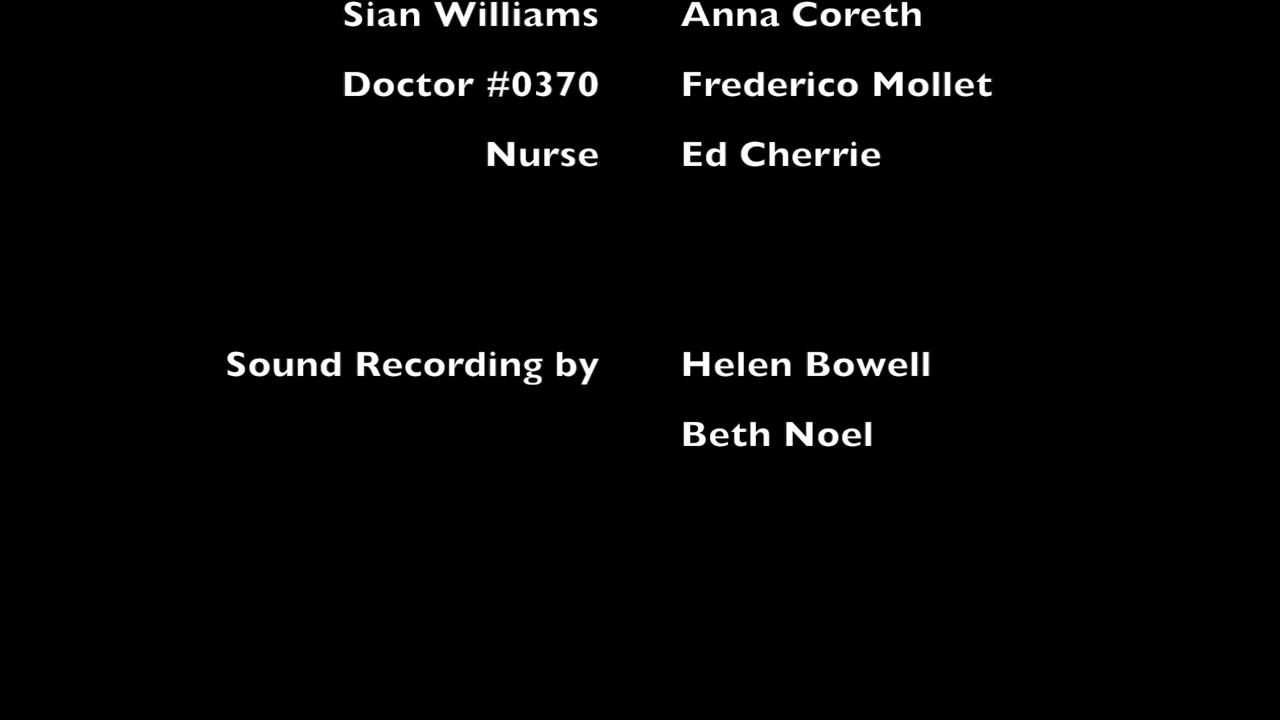 Sian Williams Anna Coreth
Doctor #0370 Frederico Mollet
Nurse Ed Cherrie
Sound Recording by Helen Bowell
Beth Noel